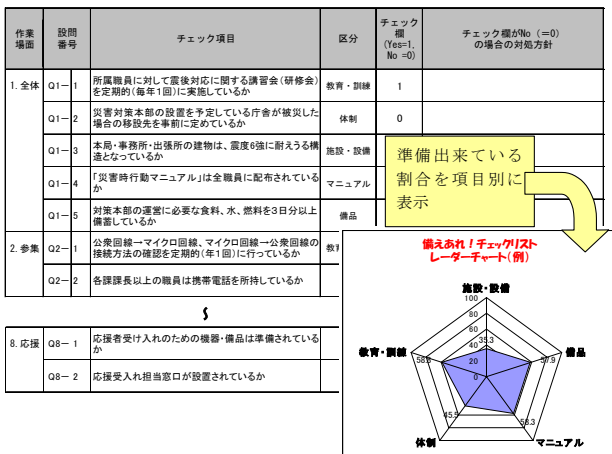 作業
場面
設問
番号
チェック項目
区分
チェック
欄
(Yes=1,
No =0)
チェック欄がNo (=0)
の場合の対処方針
1. 全体
Q1－ 1
所属職員に対して震後対応に関する講習会(研修会)
を定期的(毎年1回)に実施しているか
教育・訓練
1
Q1－ 2
災害対策本部の設置を予定している庁舎が被災した
場合の移設先を事前に定めているか
体制
0
Q1－ 3
本局・事務所・出張所の建物は、震度6強に耐えうる構
造となっているか
施設・設備
Q1－ 4
「災害時行動マニュアル」は全職員に配布されている
か
マニュアル
Q1－ 5
対策本部の運営に必要な食料、水、燃料を3日分以上
備蓄しているか
備品
2. 参集
Q2－ 1
公衆回線→マイクロ回線、マイクロ回線→公衆回線の
接続方法の確認を定期的(年1回)に行っているか
教育
Q2－ 2
各課課長以上の職員は携帯電話を所持しているか
8. 応援
Q8－ 1
応援者受け入れのための機器・備品は準備されている
か
Q8－ 2
応援受入れ担当窓口が設置されているか
準備出来ている
割合を項目別に
表示
備えあれ！チェックリスト
レーダーチャート(例)
施設・設備
100
80
60
40
20
0
35.3
教育・訓練
58.8
57.9
備品
45.5
58.3
体制
マニュアル